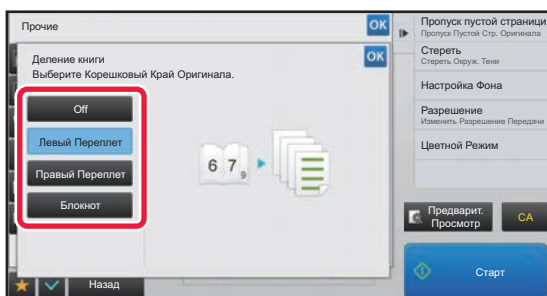 Прочие
OK
Деление книги
OK
Выберите Корешковый Край Оригинала.
Off
Левый Переплет
Правый Переплет
Блокнот
6 7 9
Назад
Пропуск пустой страници
Пропуск Пустой Стр. Оригинала
Стереть
Стереть Окруж. Тени
Настройка Фона
Разрешение
Изменить Разрешение Передачи
Цветной Режим
Предварит.
Просмотр
CA
Старт